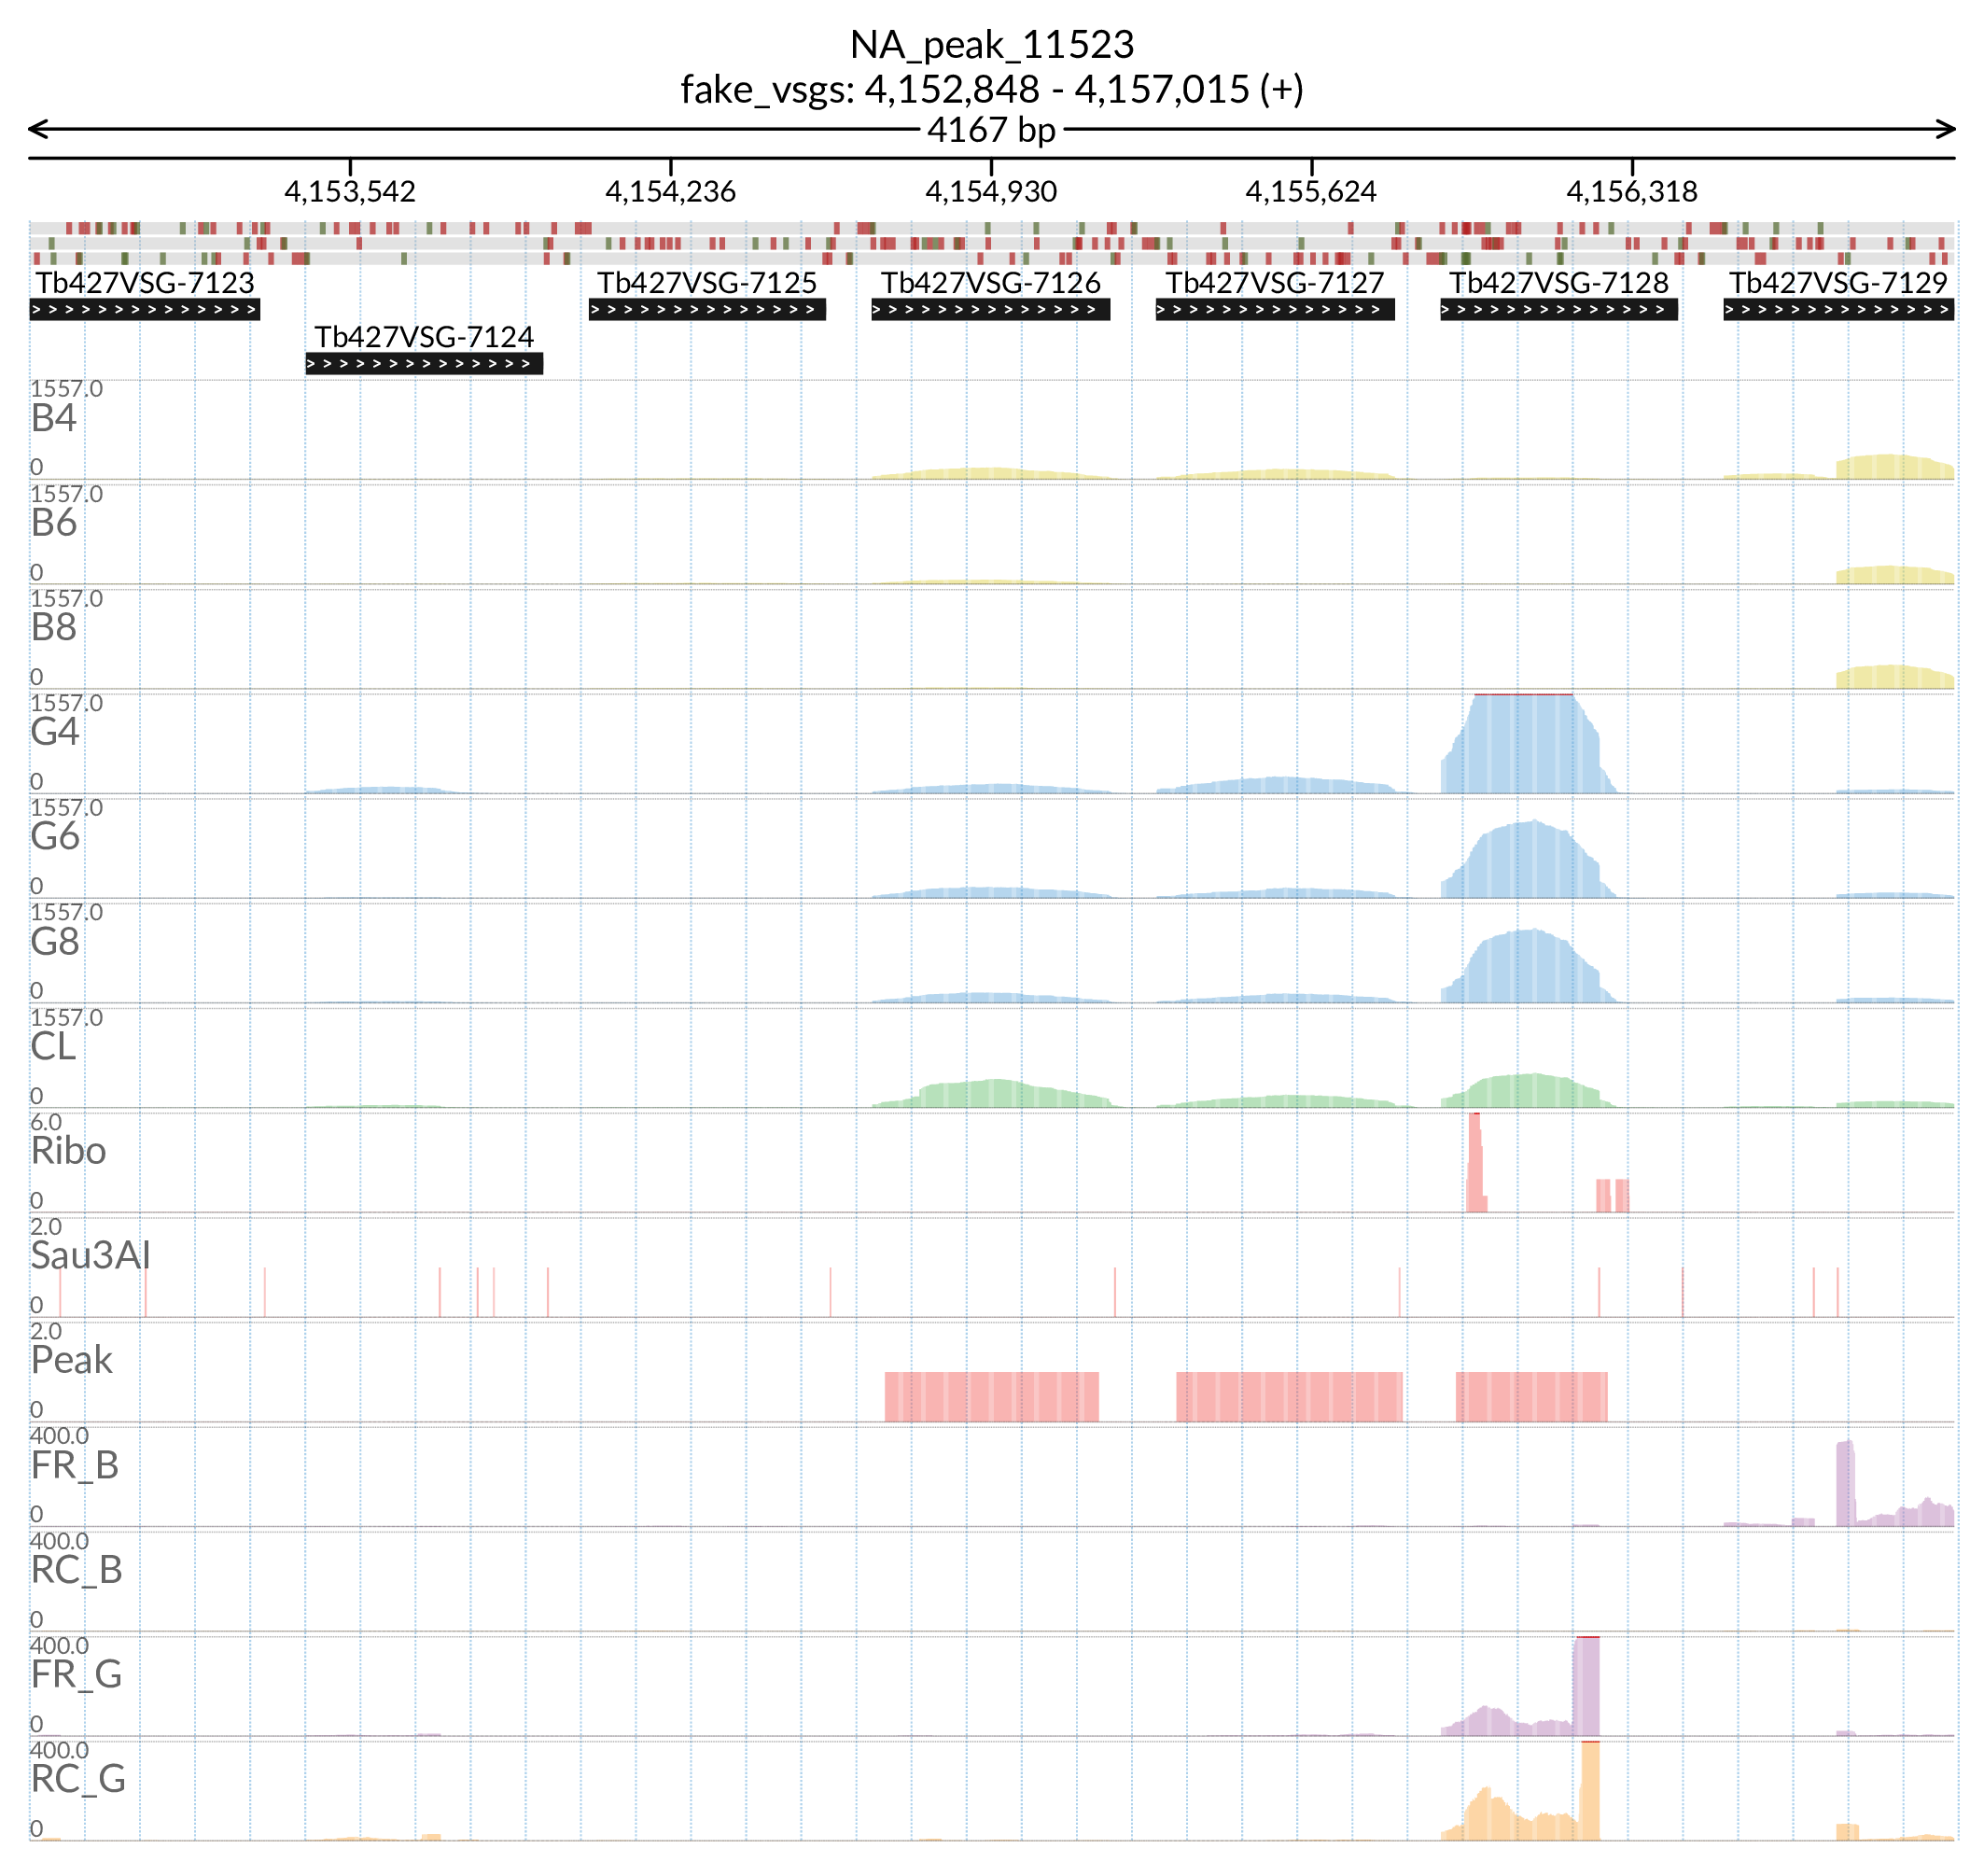 NA_peak_11523
fake_vsgs: 4,152,848 - 4,157,015 (+)
4167 bp
4,153,542 4,154,236 4,154,930 4,155,624 4,156,318
Tb427VSG-7123 Tb427VSG-7125 Tb427VSG-7126 Tb427VSG-7127 Tb427VSG-7128 Tb427VSG-7129
Tb427VSG-7124
1557.0
B4
0
1557.0
B6
0
1557.0
B8
0
1557.0
G4
0
1557.0
G6
0
1557.0
G8
0
1557.0
CL
0
6.0
Ribo
0
2.0
Sau3AI
0
2.0
Peak
0
400.0
FR_B
0
400.0
RC_B
0
400.0
FR_G
0
400.0
RC_G
0